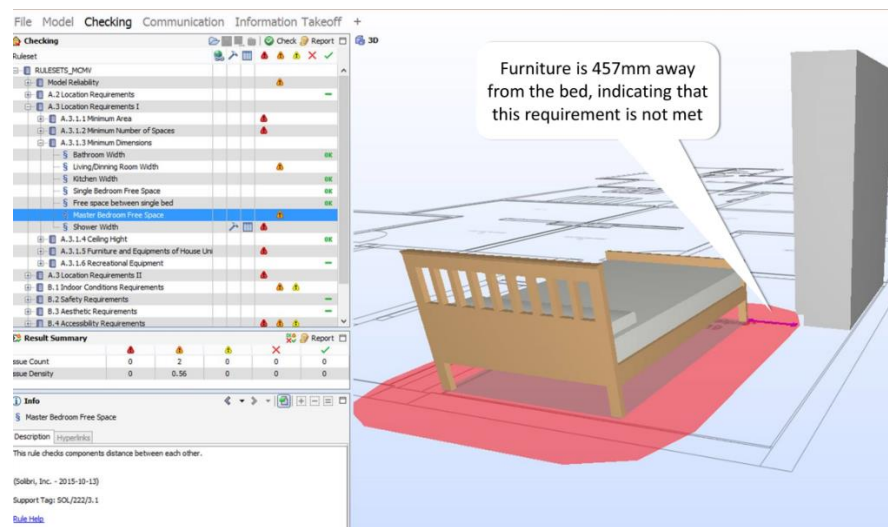 File Model Checking Communication Information Takeoff +
Checking
Check Report
3D
Ruleset
RULESETS_MCMV
Model Reliability
A.2 Location Requirements
A.3 Location Requirements I
A.3.1.1 Minimum Area
A.3.1.2 Minimum Number of Spaces
A.3.1.3 Minimum Dimensions
§ Bathroom Width OK
§ Living/Dinning Room Width
§ Kitchen Width OK
§ Single Bedroom Free Space OK
§ Free space between single bed OK
§ Master Bedroom Free Space
§ Shower Width
A.3.1.4 Ceiling Hight OK
A.3.1.5 Furniture and Equipments of House Uni
A.3.1.6 Recreational Equipment
A.3 Location Requirements II
B.1 Indoor Conditions Requirements
B.2 Safety Requirements
B.3 Aesthetic Requirements
B.4 Accessibility Requirements
Result Summary
Report
ssue Count 0 2 0 0 0
ssue Density 0 0.56 0 0 0
Info
§ Master Bedroom Free Space
Description Hyperlinks
This rule checks components distance between each other.
(Solibri, Inc. - 2015-10-13)
Support Tag: SOL/222/3.1
Rule Help
Furniture is 457mm away
from the bed, indicating that
this requirement is not met